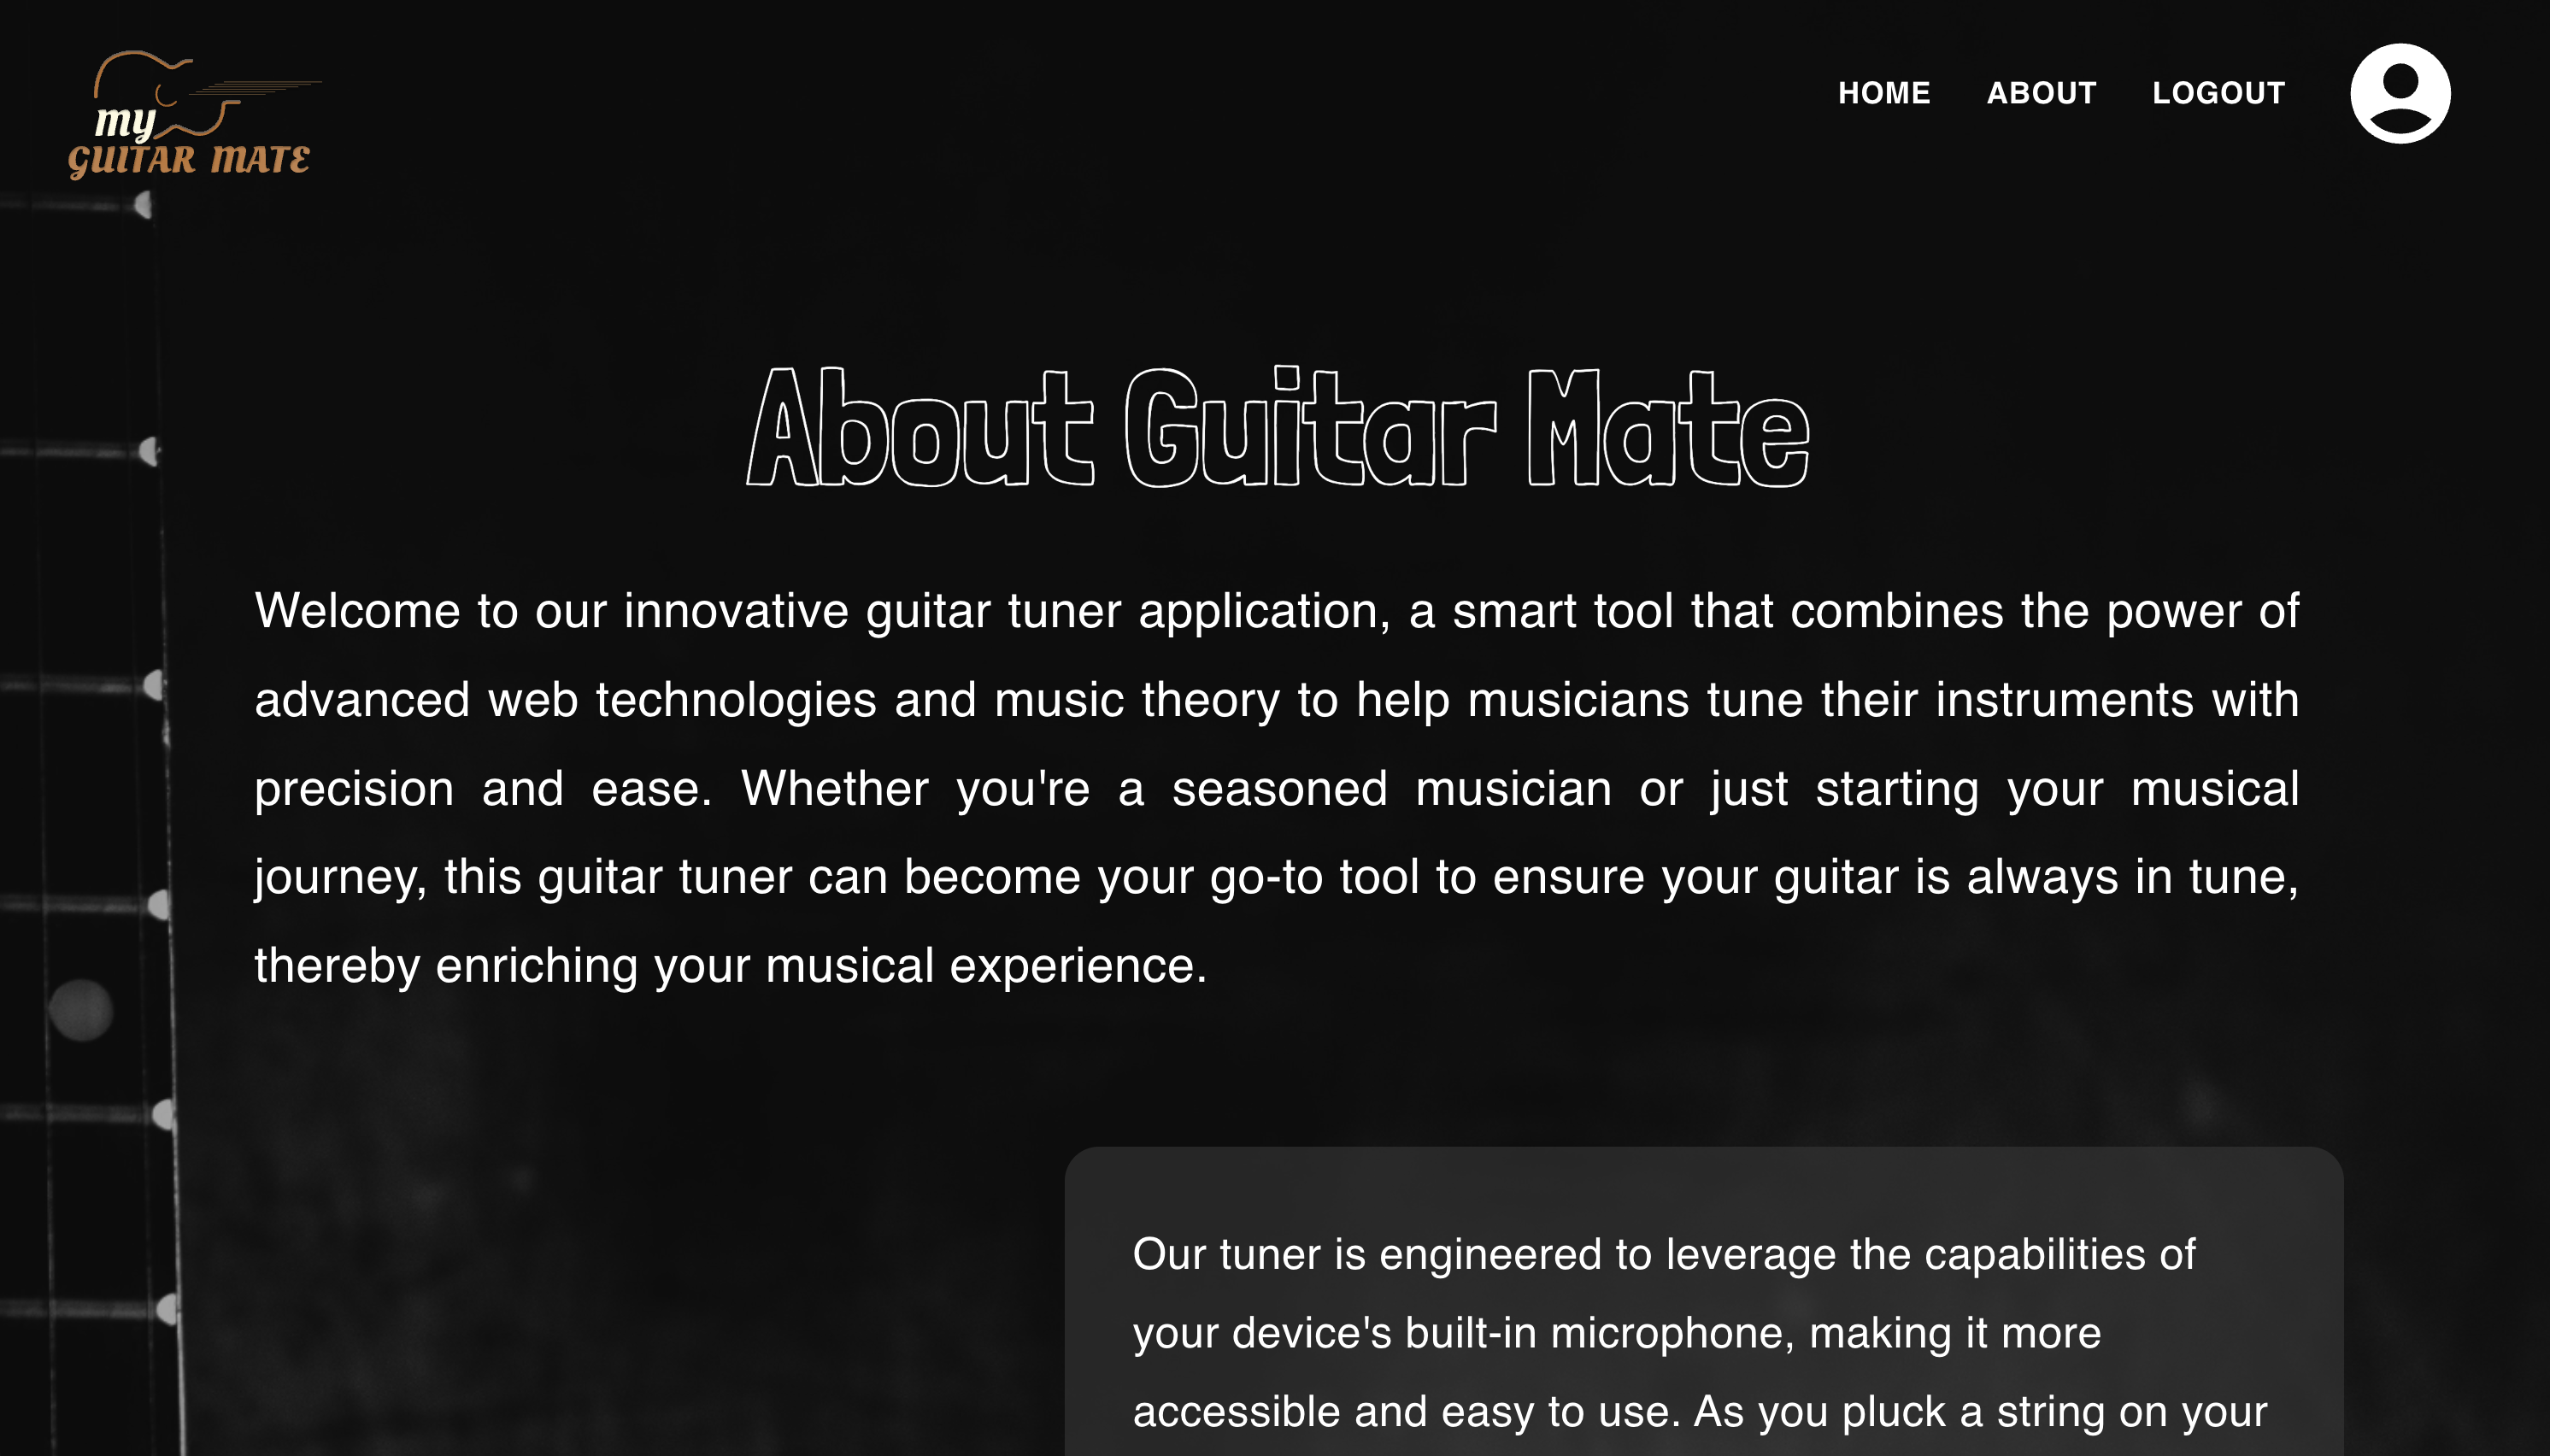 my
GUITAR MATE
HOME ABOUT LOGOUT
About Guitar Mate
Welcome to our innovative guitar tuner application, a smart tool that combines the power of
advanced web technologies and music theory to help musicians tune their instruments with
precision and ease. Whether you're a seasoned musician or just starting your musical
journey, this guitar tuner can become your go-to tool to ensure your guitar is always in tune,
thereby enriching your musical experience.
Our tuner is engineered to leverage the capabilities of
your device's built-in microphone, making it more
accessible and easy to use. As you pluck a string on your